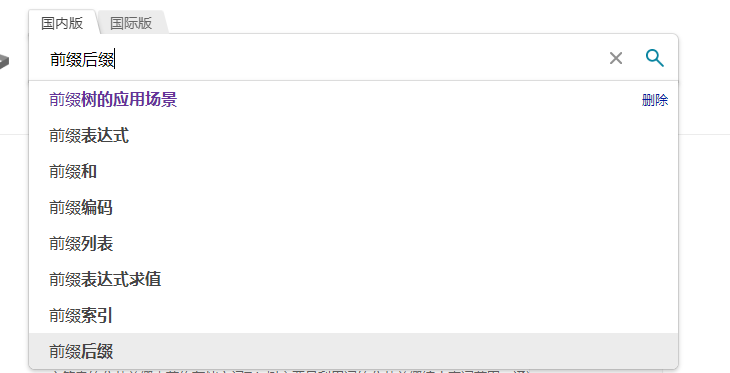 国内版 国际版
前缀后缀
前缀树的应用场景 删除
前缀表达式
前缀和
前缀编码
前缀列表
前缀表达式求值
前缀索引
前缀后缀